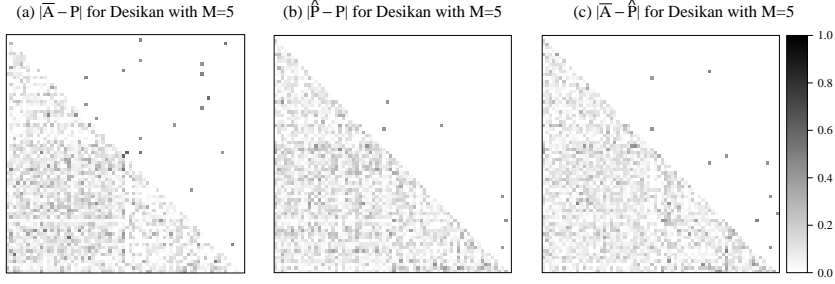 (a) |A̅ − P| for Desikan with M=5
(b) |P̂ − P| for Desikan with M=5
(c) |A̅ − P̂| for Desikan with M=5
1.0
0.8
0.6
0.4
0.2
0.0